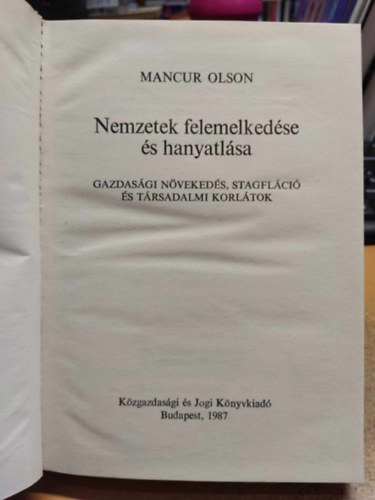 MANCUR OLSON
Nemzetek felemelkedése
és hanyatlása
GAZDASÁGI NÖVEKEDÉS, STAGFLÁCIÓ
ÉS TÁRSADALMI KORLÁTOK
Közgazdasági és Jogi Könyvkiadó
Budapest, 1987